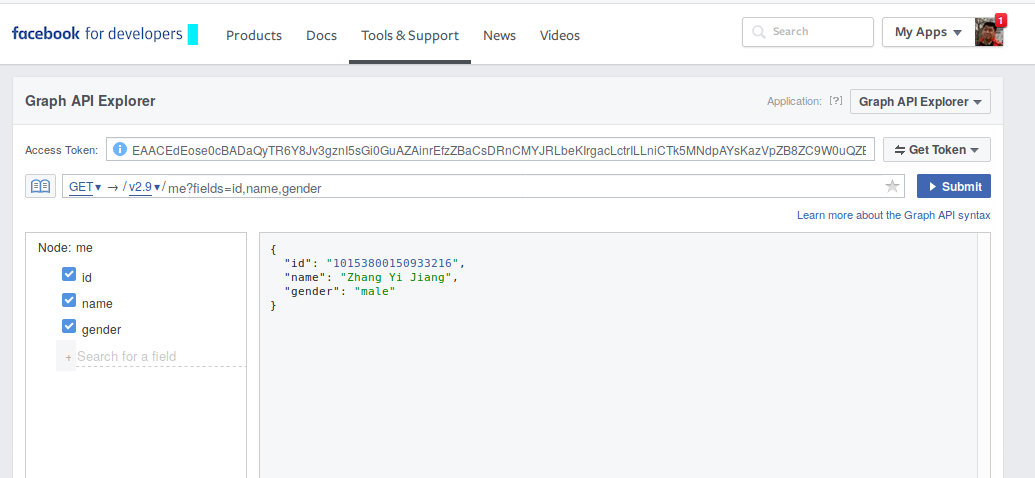 facebook for developers Products Docs Tools & Support News Videos Search My Apps 1
Graph API Explorer Application: [?] Graph API Explorer
Access Token: EAACEdEose0cBADaQyTR6Y8Jv3gznI5sGi0GuAZAinrEfzZBaCsDRnCMYJRLbeKIrgacLctrILLniCTk5MNdpAYsKazVpZB8ZC9W0uQZE Get Token
GET → / v2.9 / me?fields=id,name,gender Submit
Learn more about the Graph API syntax
Node: me
id
name
gender
+ Search for a field
{
"id": "10153800150933216",
"name": "Zhang Yi Jiang",
"gender": "male"
}